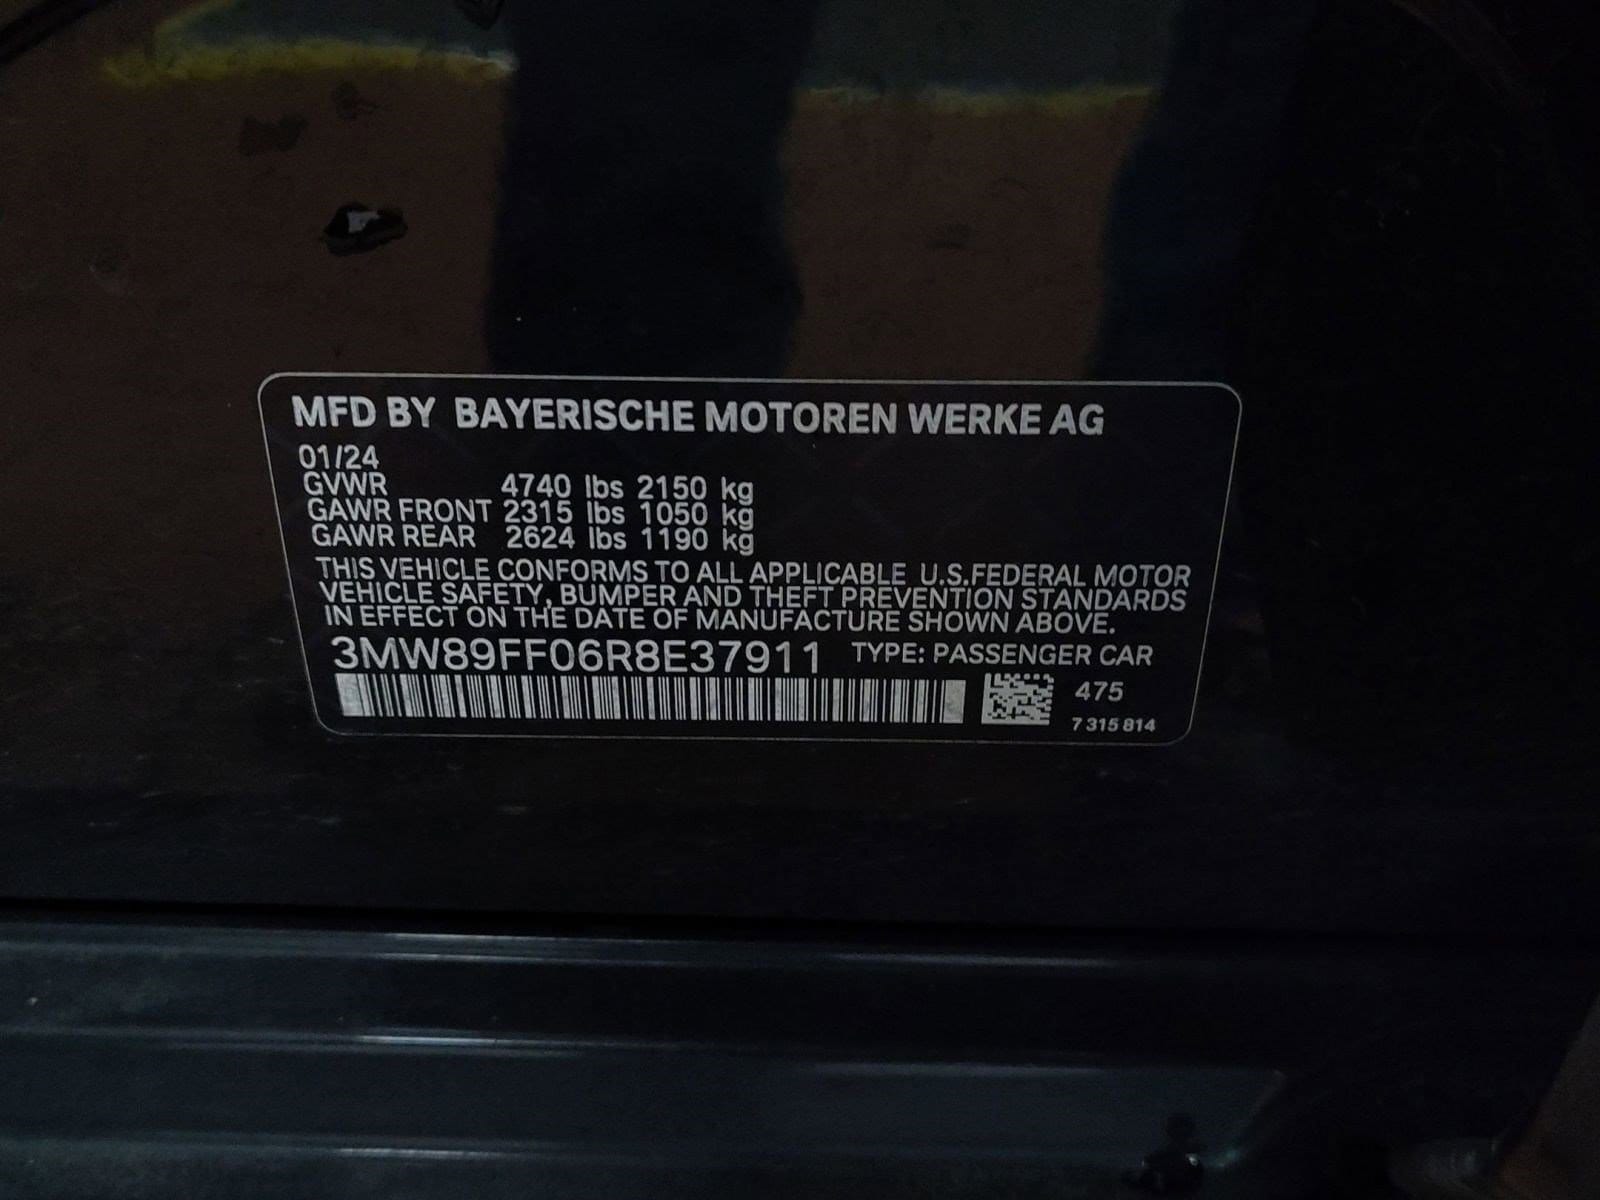 MFD BY BAYERISCHE MOTOREN WERKE AG
01/24
GVWR 4740 lbs 2150 kg
GAWR FRONT 2315 lbs 1050 kg
GAWR REAR 2624 lbs 1190 kg
THIS VEHICLE CONFORMS TO ALL APPLICABLE U.S.FEDERAL MOTOR
VEHICLE SAFETY, BUMPER AND THEFT PREVENTION STANDARDS
IN EFFECT ON THE DATE OF MANUFACTURE SHOWN ABOVE.
3MW89FF06R8E37911 TYPE: PASSENGER CAR
475
7 315 814